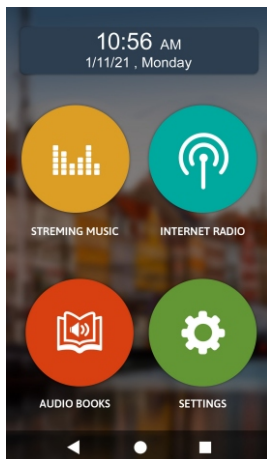 10:56 AM
1/11/21 , Monday
STREMING MUSIC
INTERNET RADIO
AUDIO BOOKS
SETTINGS